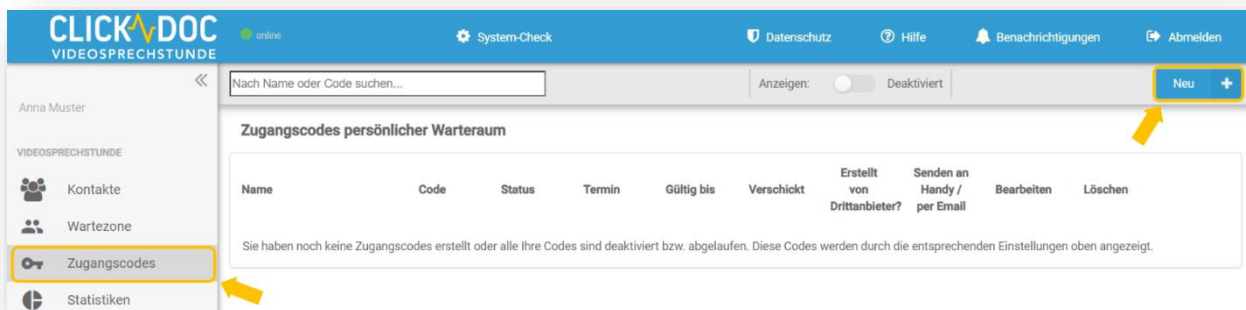 CLICK DOC
VIDEOSPRECHSTUNDE
online
System-Check
Datenschutz
Hilfe
Benachrichtigungen
Abmelden
Nach Name oder Code suchen...
Anzeigen:
Deaktiviert
Neu +
Anna Muster
VIDEOSPRECHSTUNDE
Kontakte
Wartezone
Zugangscodes
Statistiken
Zugangscodes persönlicher Warteraum
Name
Code
Status
Termin
Gültig bis
Verschickt
Erstellt
von
Drittanbieter?
Senden an
Handy /
per Email
Bearbeiten
Löschen
Sie haben noch keine Zugangscodes erstellt oder alle Ihre Codes sind deaktiviert bzw. abgelaufen. Diese Codes werden durch die entsprechenden Einstellungen oben angezeigt.